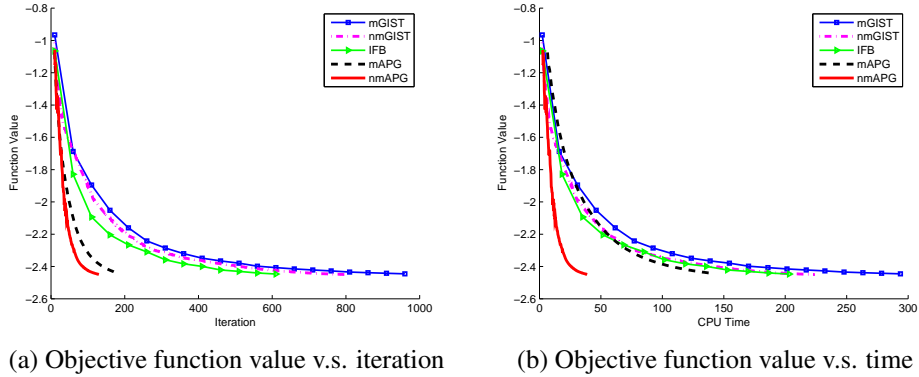 −0.8
−1
−1.2
−1.4
−1.6
−1.8
−2
−2.2
−2.4
−2.6
0
200
400
600
800
1000
Iteration
Function Value
mGIST
nmGIST
IFB
mAPG
nmAPG
(a) Objective function value v.s. iteration
−0.8
−1
−1.2
−1.4
−1.6
−1.8
−2
−2.2
−2.4
−2.6
0
50
100
150
200
250
300
CPU Time
Function Value
mGIST
nmGIST
IFB
mAPG
nmAPG
(b) Objective function value v.s. time